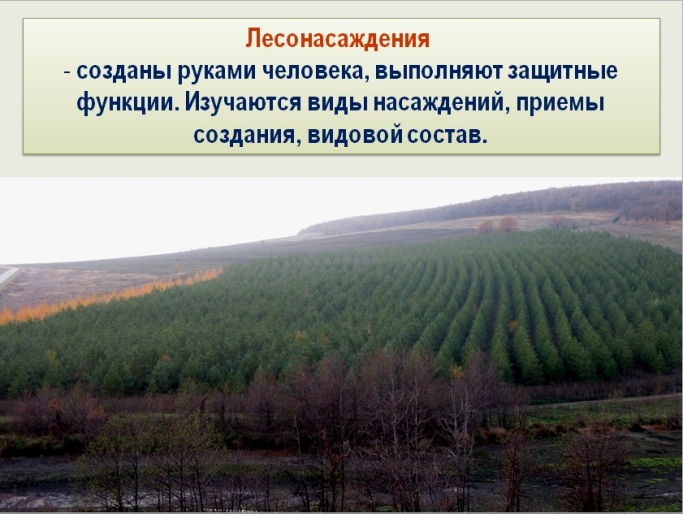 Лесонасаждения
- созданы руками человека, выполняют защитные
функции. Изучаются виды насаждений, приемы
создания, видовой состав.